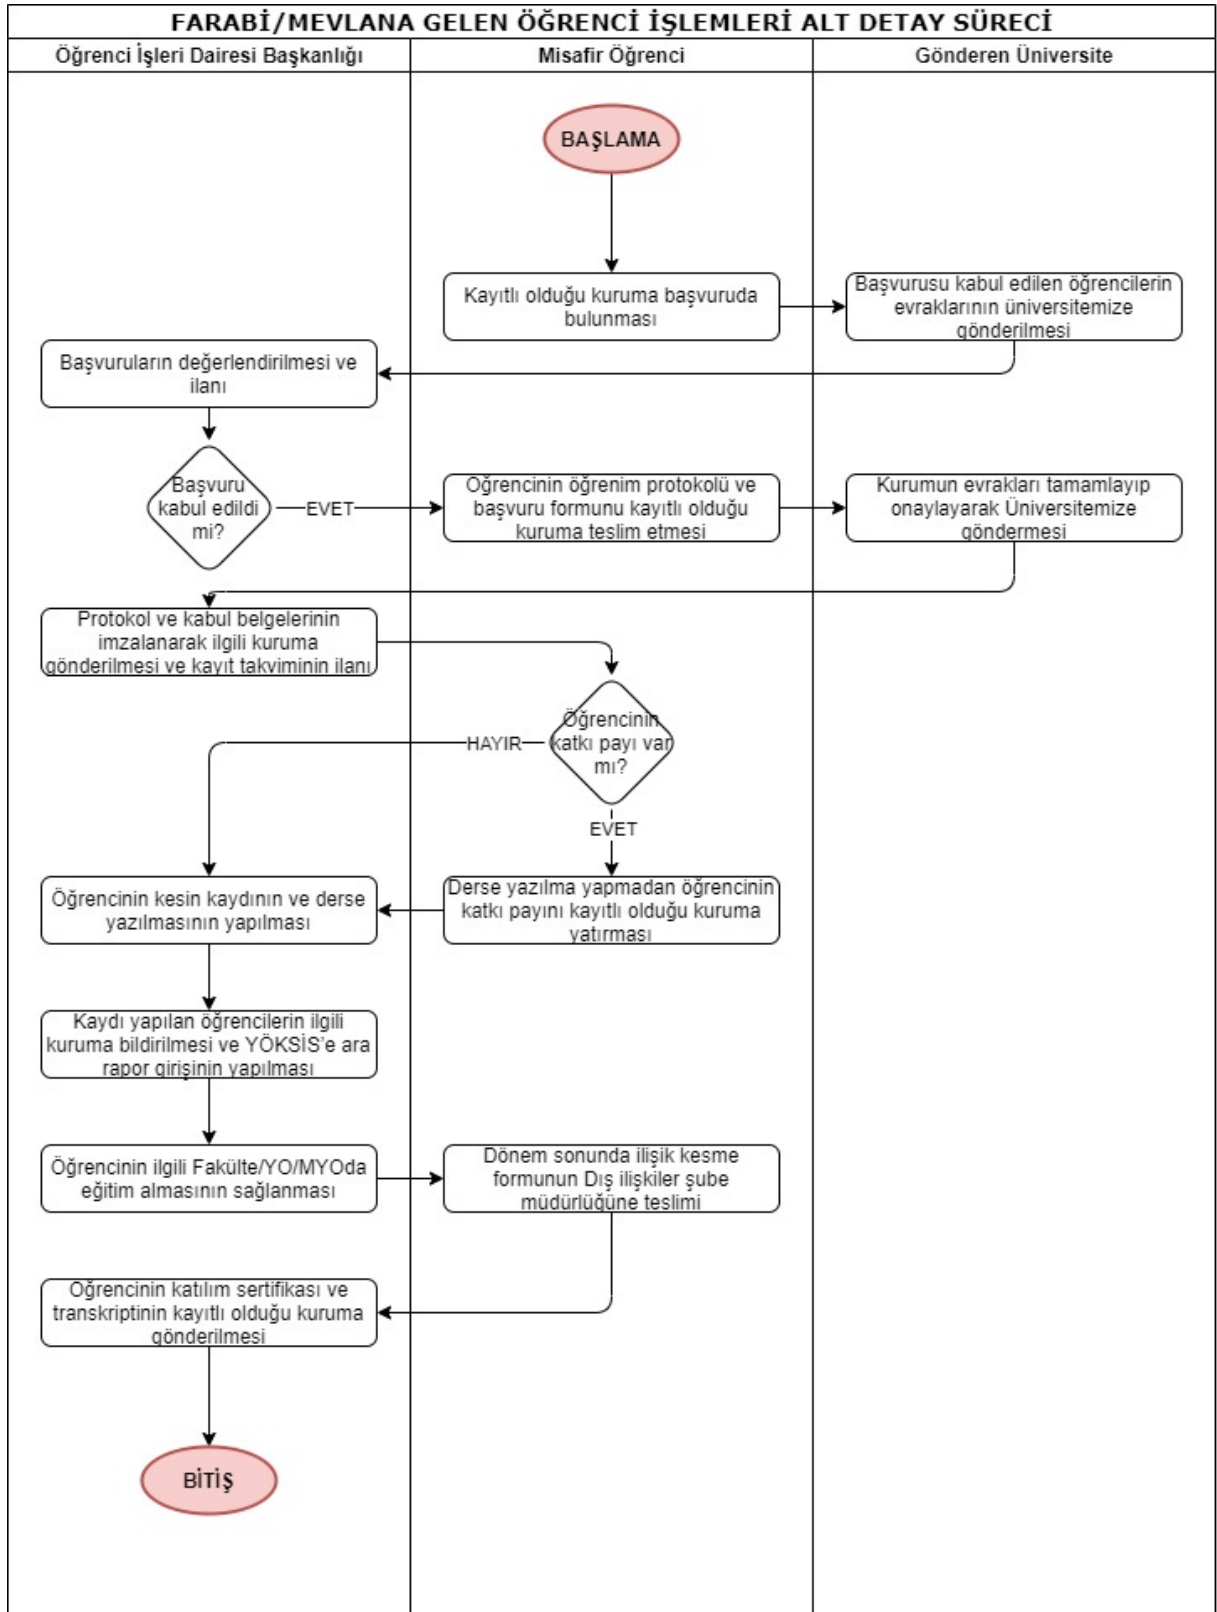 FARABİ/MEVLANA GELEN ÖĞRENCİ İŞLEMLERİ ALT DETAY SÜRECİ
Öğrenci İşleri Dairesi Başkanlığı
Misafir Öğrenci
Gönderen Üniversite
BAŞLAMA
Kayıtlı olduğu kuruma başvuruda
bulunması
Başvurusu kabul edilen öğrencilerin
evraklarının üniversitemize
gönderilmesi
Başvuruların değerlendirilmesi ve
ilanı
Başvuru
kabul edildi
mi?
EVET
Öğrencinin öğrenim protokolü ve
başvuru formunu kayıtlı olduğu
kuruma teslim etmesi
Kurumun evrakları tamamlayıp
onaylayarak Üniversitemize
göndermesi
Protokol ve kabul belgelerinin
imzalanarak ilgili kuruma
gönderilmesi ve kayıt takviminin ilanı
Öğrencinin
katkı payı var
mı?
HAYIR
EVET
Öğrencinin kesin kaydının ve derse
yazılmasının yapılması
Derse yazılma yapmadan öğrencinin
katkı payını kayıtlı olduğu kuruma
yatırması
Kaydı yapılan öğrencilerin ilgili
kuruma bildirilmesi ve YÖKSİS'e ara
rapor girişinin yapılması
Öğrencinin ilgili Fakülte/YO/MYOda
eğitim almasının sağlanması
Dönem sonunda ilişik kesme
formunun Dış ilişkiler şube
müdürlüğüne teslimi
Öğrencinin katılım sertifikası ve
transkriptinin kayıtlı olduğu kuruma
gönderilmesi
BİTİŞ